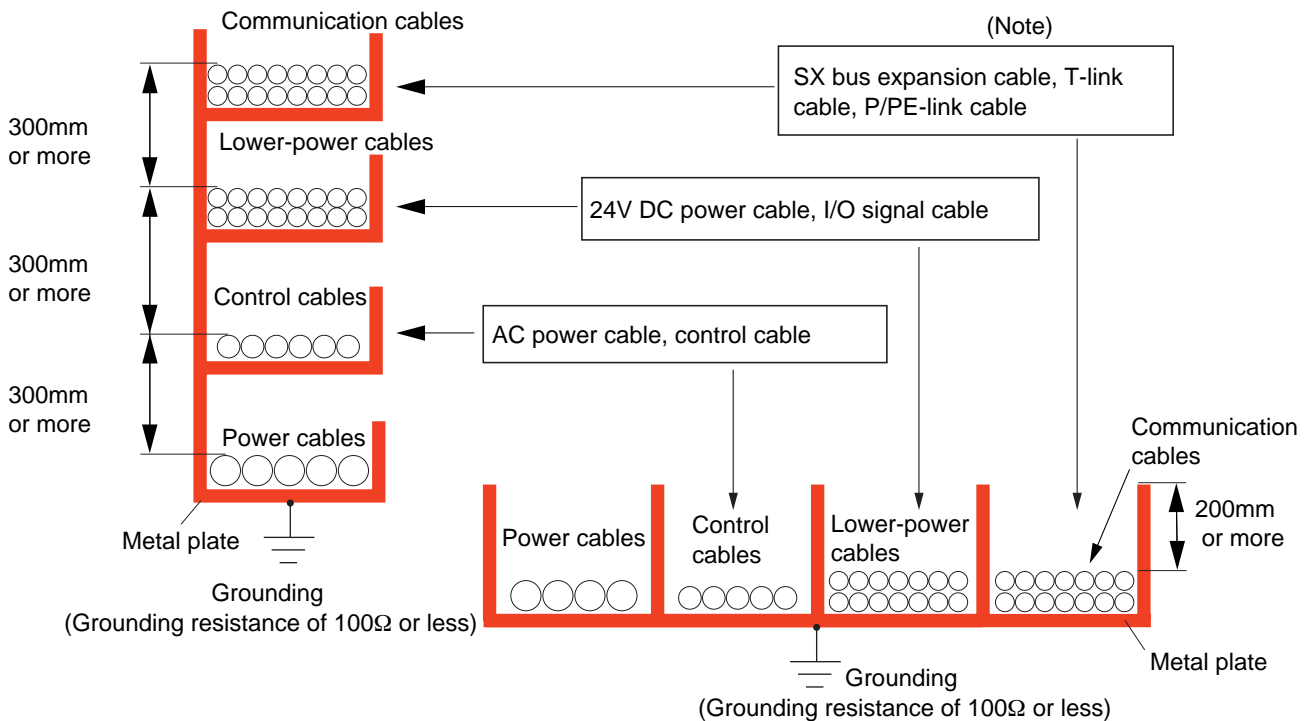 Communication cables
(Note)
SX bus expansion cable, T-link
cable, P/PE-link cable
300mm
or more
Lower-power cables
24V DC power cable, I/O signal cable
300mm
or more
Control cables
AC power cable, control cable
300mm
or more
Power cables
Metal plate
Grounding
(Grounding resistance of 100Ω or less)
Communication
cables
200mm
or more
Power cables
Control
cables
Lower-power
cables
Metal plate
Grounding
(Grounding resistance of 100Ω or less)